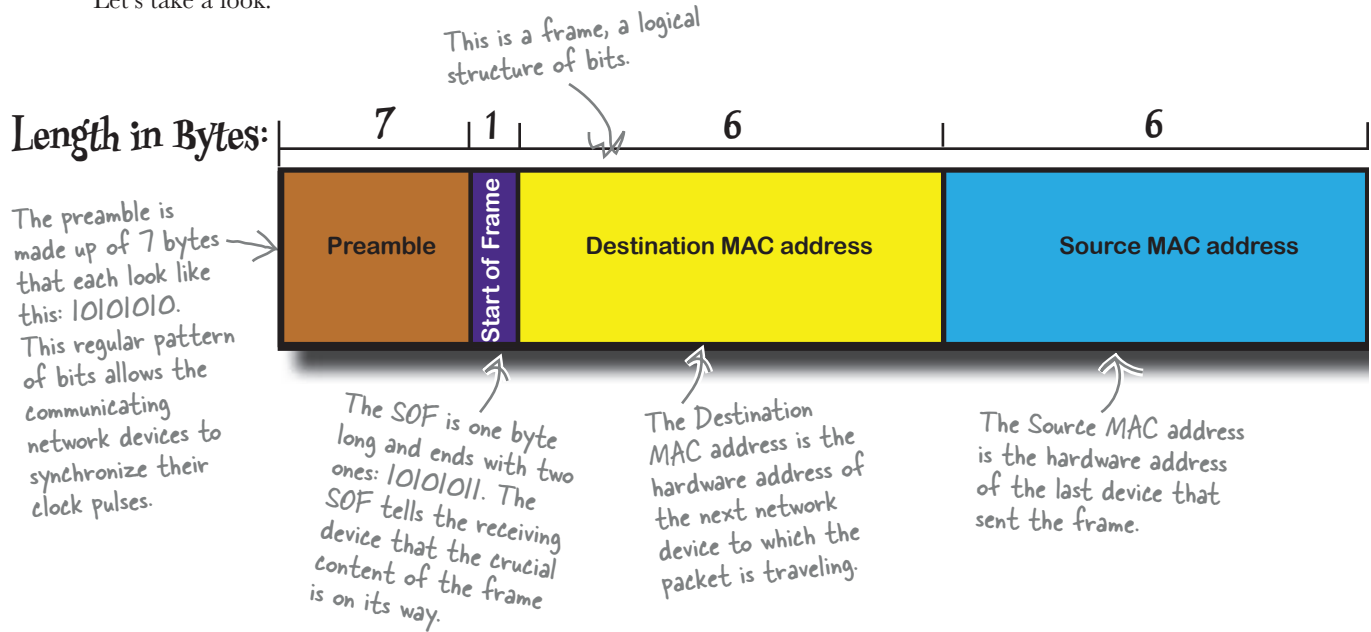 Let's take a look.
This is a frame, a logical
structure of bits.
Length in Bytes:
7
1
6
6
The preamble is
made up of 7 bytes
that each look like
this: 10101010.
This regular pattern
of bits allows the
communicating
network devices to
synchronize their
clock pulses.
Preamble
Start of Frame
Destination MAC address
Source MAC address
The SOF is one byte
long and ends with two
ones: 10101011. The
SOF tells the receiving
device that the crucial
content of the frame
is on its way.
The Destination
MAC address is the
hardware address of
the next network
device to which the
packet is traveling.
The Source MAC address
is the hardware address
of the last device that
sent the frame.